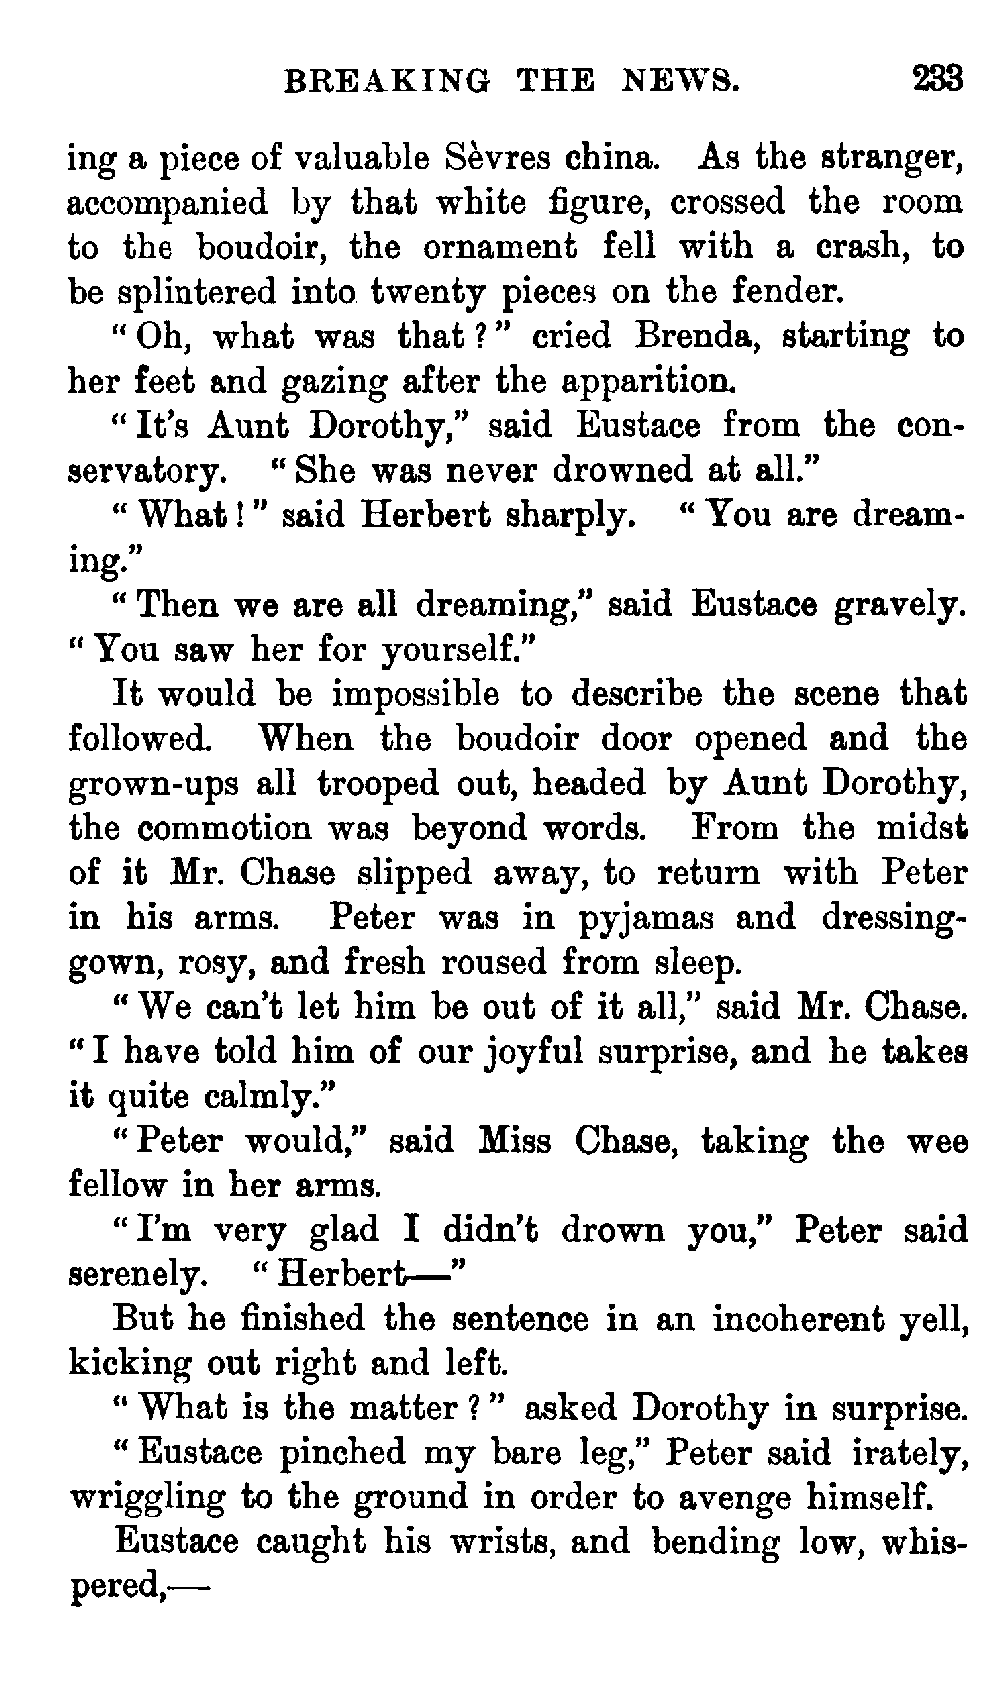 BREAKING THE NEWS. 233
ing a piece of valuable Sèvres china. As the stranger,
accompanied by that white figure, crossed the room
to the boudoir, the ornament fell with a crash, to
be splintered into twenty pieces on the fender.
"Oh, what was that?" cried Brenda, starting to
her feet and gazing after the apparition.
"It's Aunt Dorothy," said Eustace from the con-
servatory. "She was never drowned at all."
"What!" said Herbert sharply. "You are dream-
ing."
"Then we are all dreaming," said Eustace gravely.
"You saw her for yourself."
It would be impossible to describe the scene that
followed. When the boudoir door opened and the
grown-ups all trooped out, headed by Aunt Dorothy,
the commotion was beyond words. From the midst
of it Mr. Chase slipped away, to return with Peter
in his arms. Peter was in pyjamas and dressing-
gown, rosy, and fresh roused from sleep.
"We can't let him be out of it all," said Mr. Chase.
"I have told him of our joyful surprise, and he takes
it quite calmly."
"Peter would," said Miss Chase, taking the wee
fellow in her arms.
"I'm very glad I didn't drown you," Peter said
serenely. "Herbert—"
But he finished the sentence in an incoherent yell,
kicking out right and left.
"What is the matter?" asked Dorothy in surprise.
"Eustace pinched my bare leg," Peter said irately,
wriggling to the ground in order to avenge himself.
Eustace caught his wrists, and bending low, whis-
pered,—